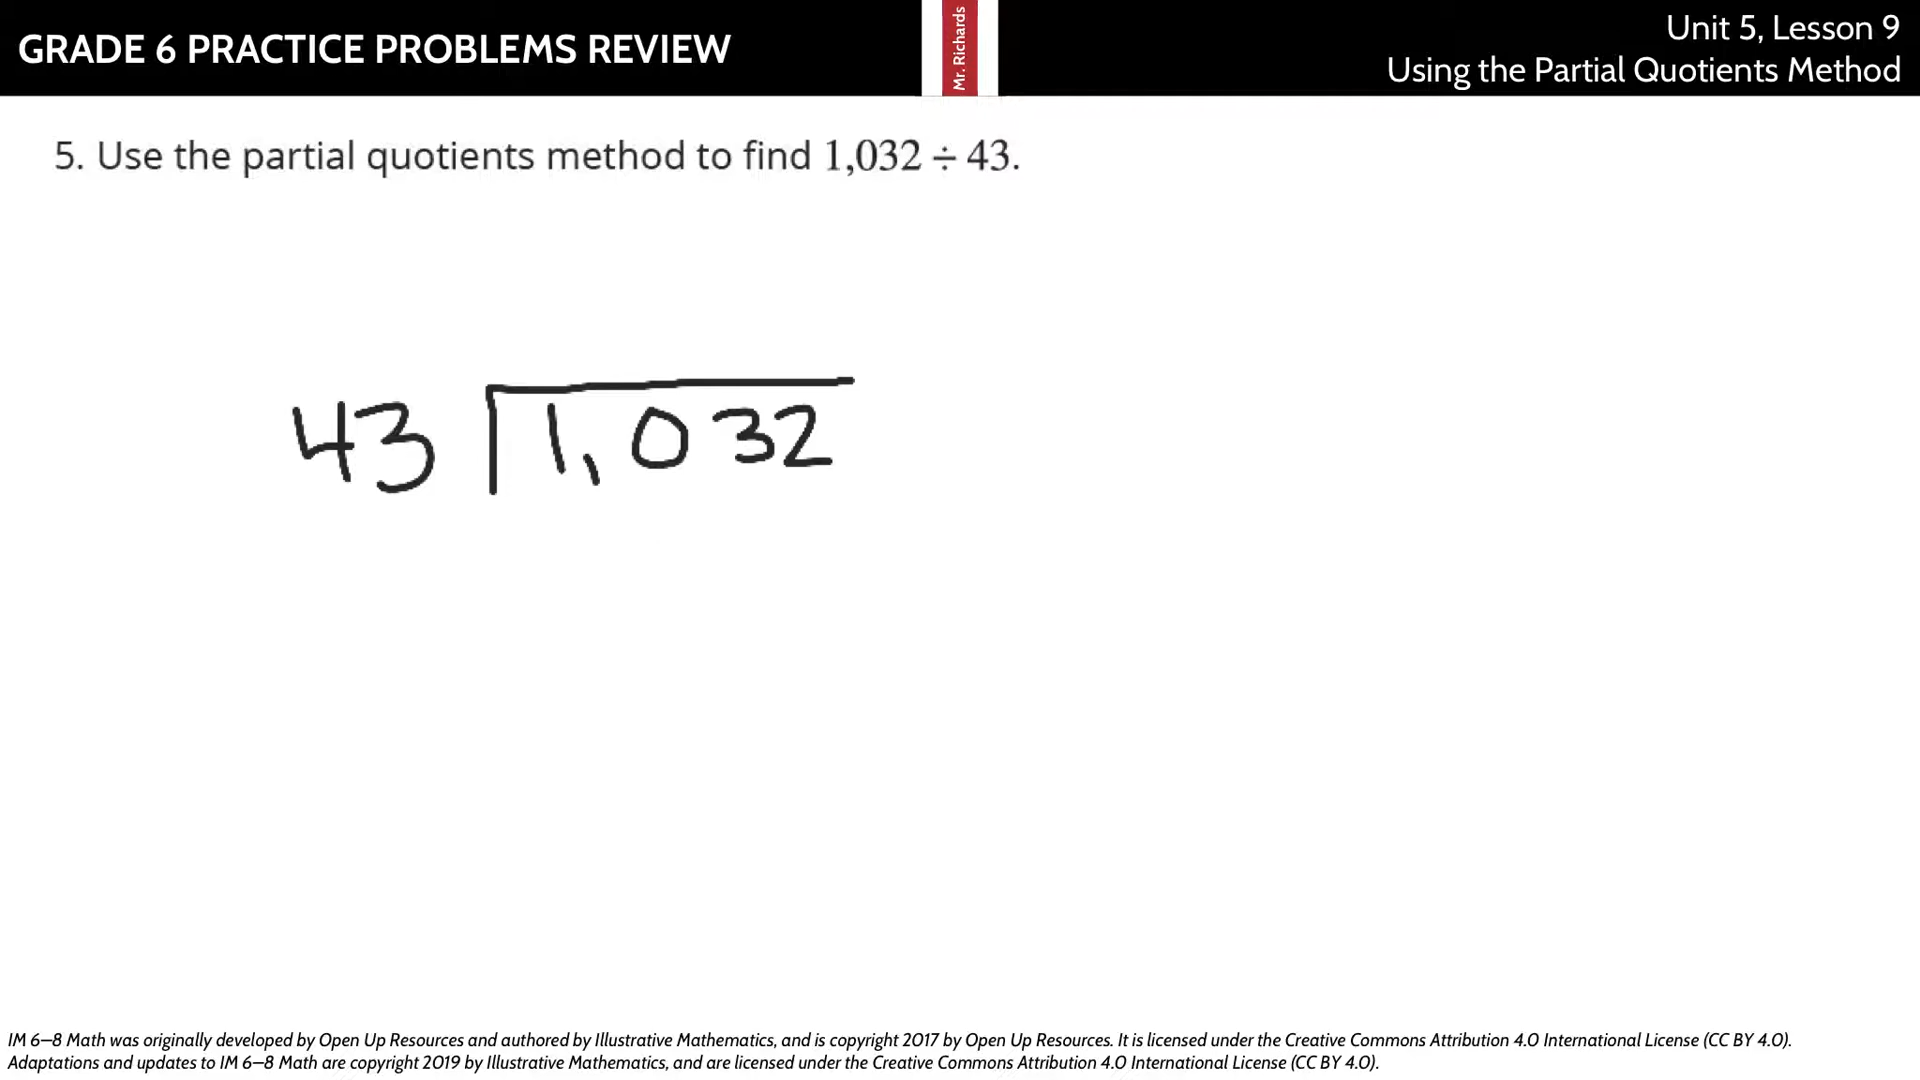 GRADE 6 PRACTICE PROBLEMS REVIEW
Mr. Richards
Unit 5, Lesson 9
Using the Partial Quotients Method
5. Use the partial quotients method to find 1,032 ÷ 43.
43 1,032
IM 6–8 Math was originally developed by Open Up Resources and authored by Illustrative Mathematics, and is copyright 2017 by Open Up Resources. It is licensed under the Creative Commons Attribution 4.0 International License (CC BY 4.0).
Adaptations and updates to IM 6–8 Math are copyright 2019 by Illustrative Mathematics, and are licensed under the Creative Commons Attribution 4.0 International License (CC BY 4.0).